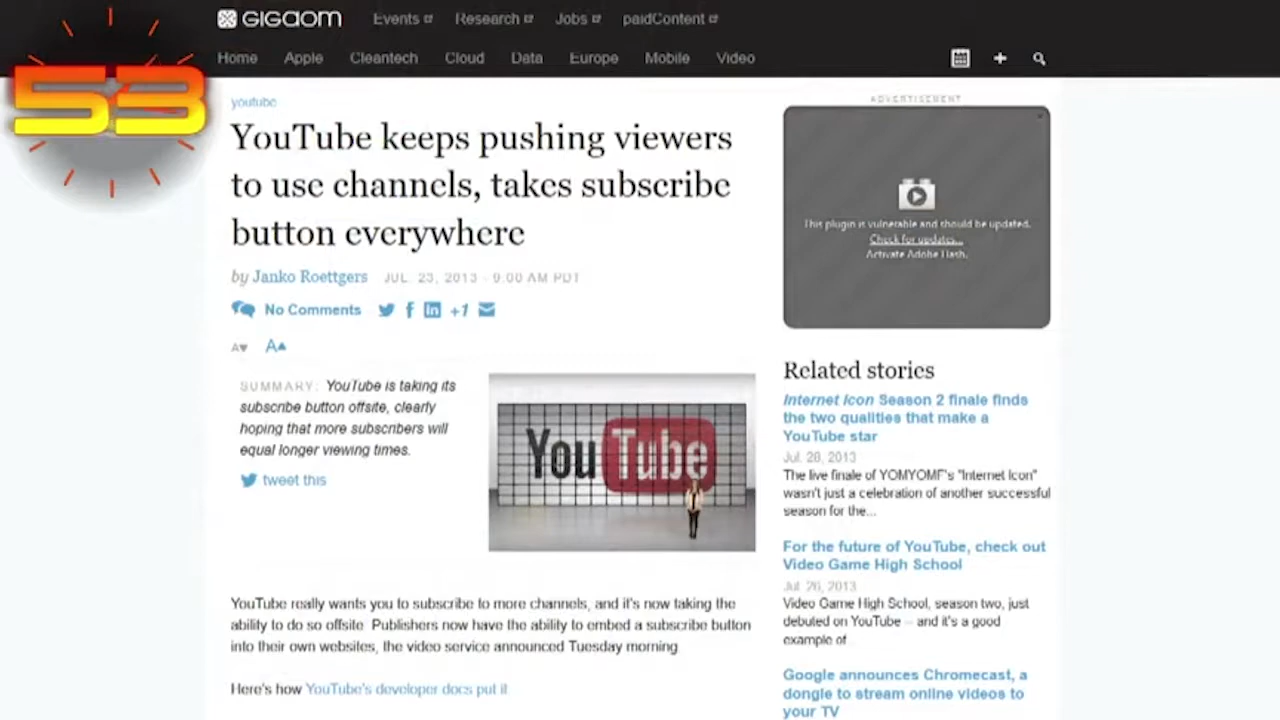 GIGAOM Events Research Jobs paidContent
Home Apple Cleantech Cloud Data Europe Mobile Video
53
youtube
YouTube keeps pushing viewers
to use channels, takes subscribe
button everywhere
by Janko Roettgers JUL. 23, 2013 - 9:00 AM PDT
No Comments +1
A A
SUMMARY: YouTube is taking its
subscribe button offsite, clearly
hoping that more subscribers will
equal longer viewing times.
tweet this
YouTube
YouTube really wants you to subscribe to more channels, and it's now taking the
ability to do so offsite. Publishers now have the ability to embed a subscribe button
into their own websites, the video service announced Tuesday morning
Here's how YouTube's developer docs put it
ADVERTISEMENT
This plugin is vulnerable and should be updated.
Check for updates...
Activate Adobe Flash.
Related stories
Internet Icon Season 2 finale finds
the two qualities that make a
YouTube star
Jul. 28, 2013
The live finale of YOMYOMF's "Internet Icon"
wasn't just a celebration of another successful
season for the...
For the future of YouTube, check out
Video Game High School
Jul. 26, 2013
Video Game High School, season two, just
debuted on YouTube – and it's a good
example of
Google announces Chromecast, a
dongle to stream online videos to
your TV